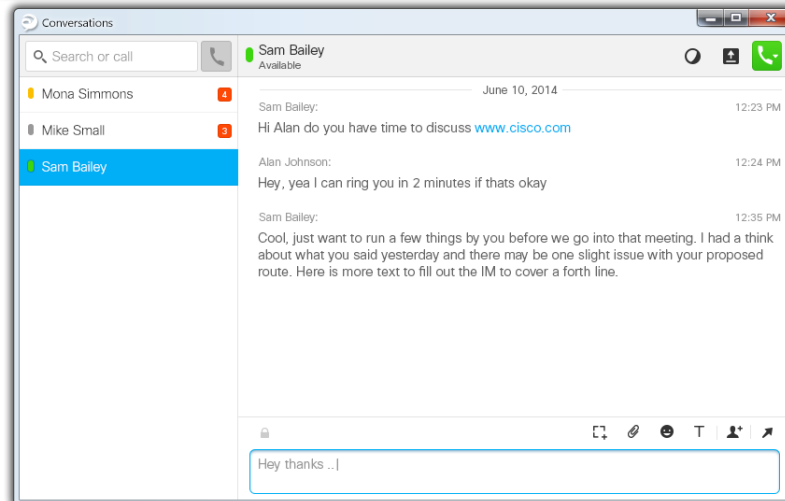 Conversations
Search or call
Mona Simmons
4
Mike Small
3
Sam Bailey
Sam Bailey
Available
June 10, 2014
Sam Bailey:
12:23 PM
Hi Alan do you have time to discuss www.cisco.com
Alan Johnson:
12:24 PM
Hey, yea I can ring you in 2 minutes if thats okay
Sam Bailey:
12:35 PM
Cool, just want to run a few things by you before we go into that meeting. I had a think
about what you said yesterday and there may be one slight issue with your proposed
route. Here is more text to fill out the IM to cover a forth line.
T
Hey thanks ..